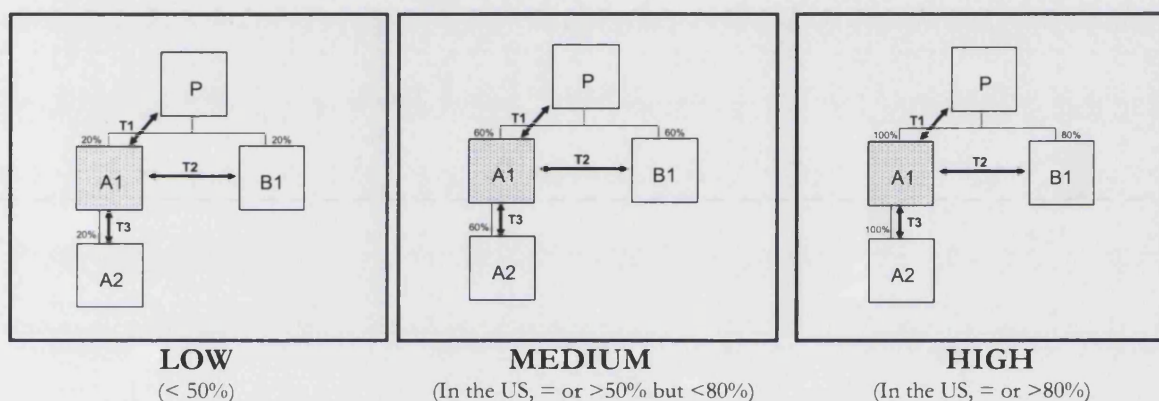 P
T1
20%
20%
A1
T2
B1
T3
20%
A2
LOW
(< 50%)
P
T1
60%
60%
A1
T2
B1
T3
60%
A2
MEDIUM
(In the US, = or >50% but <80%)
P
T1
100%
80%
A1
T2
B1
T3
100%
A2
HIGH
(In the US, = or >80%)